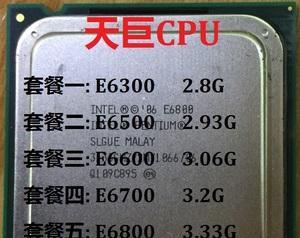 天巨CPU
套餐一: E6300 2.8G
INTEL ©'06 E6800
套餐二: E6500 2.93G
SLGUE MALAY
套餐三: E6600 3.06G
套餐四: E6700 3.2G
Q109C895
套餐五: E6800 3.33G